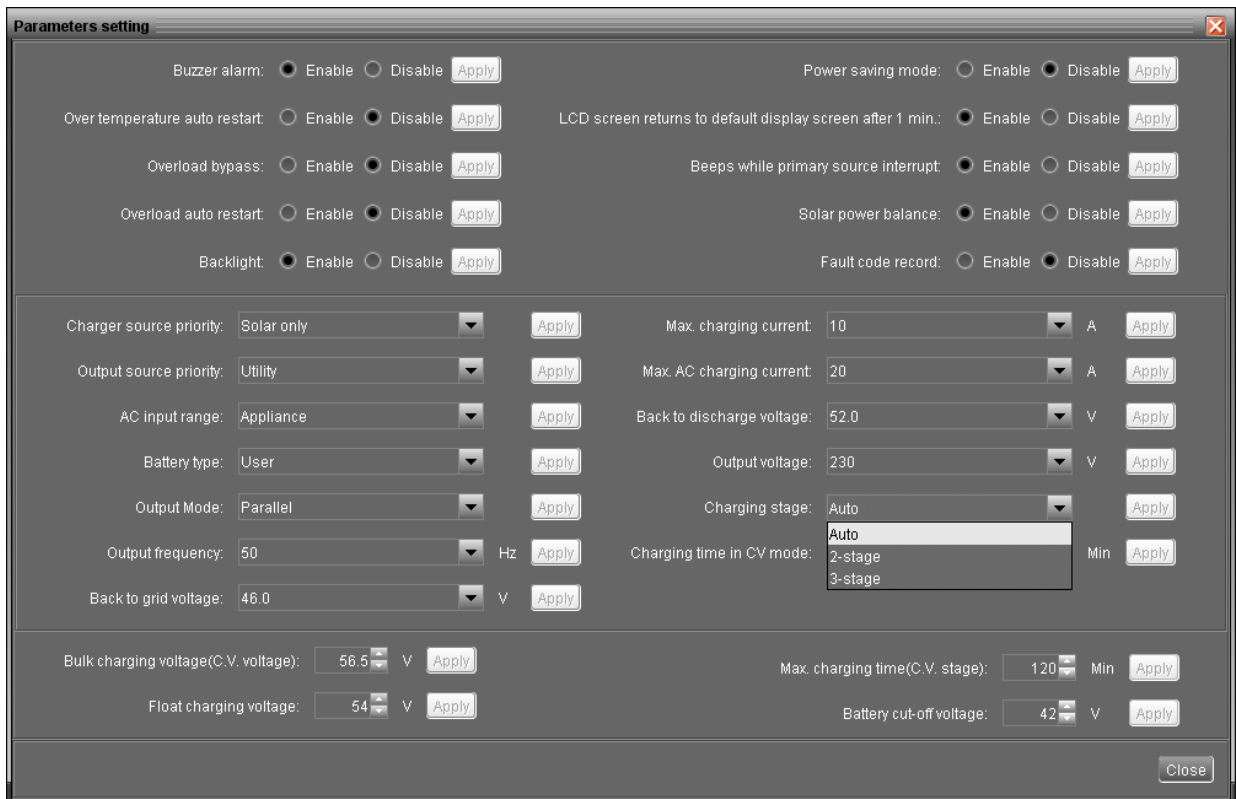 Parameters setting
Buzzer alarm: Enable Disable Apply Power saving mode: Enable Disable Apply
Over temperature auto restart: Enable Disable Apply LCD screen returns to default display screen after 1 min.: Enable Disable Apply
Overload bypass: Enable Disable Apply Beeps while primary source interrupt: Enable Disable Apply
Overload auto restart: Enable Disable Apply Solar power balance: Enable Disable Apply
Backlight: Enable Disable Apply Fault code record: Enable Disable Apply
Charger source priority: Solar only Apply Max. charging current: 10 A Apply
Output source priority: Utility Apply Max. AC charging current: 20 A Apply
AC input range: Appliance Apply Back to discharge voltage: 52.0 V Apply
Battery type: User Apply Output voltage: 230 V Apply
Output Mode: Parallel Apply Charging stage: Auto Apply
Auto
Output frequency: 50 Hz Apply Charging time in CV mode: 2-stage Min Apply
3-stage
Back to grid voltage: 46.0 V Apply
Bulk charging voltage(C.V. voltage): 56.5 V Apply Max. charging time(C.V. stage): 120 Min Apply
Float charging voltage: 54 V Apply Battery cut-off voltage: 42 V Apply
Close